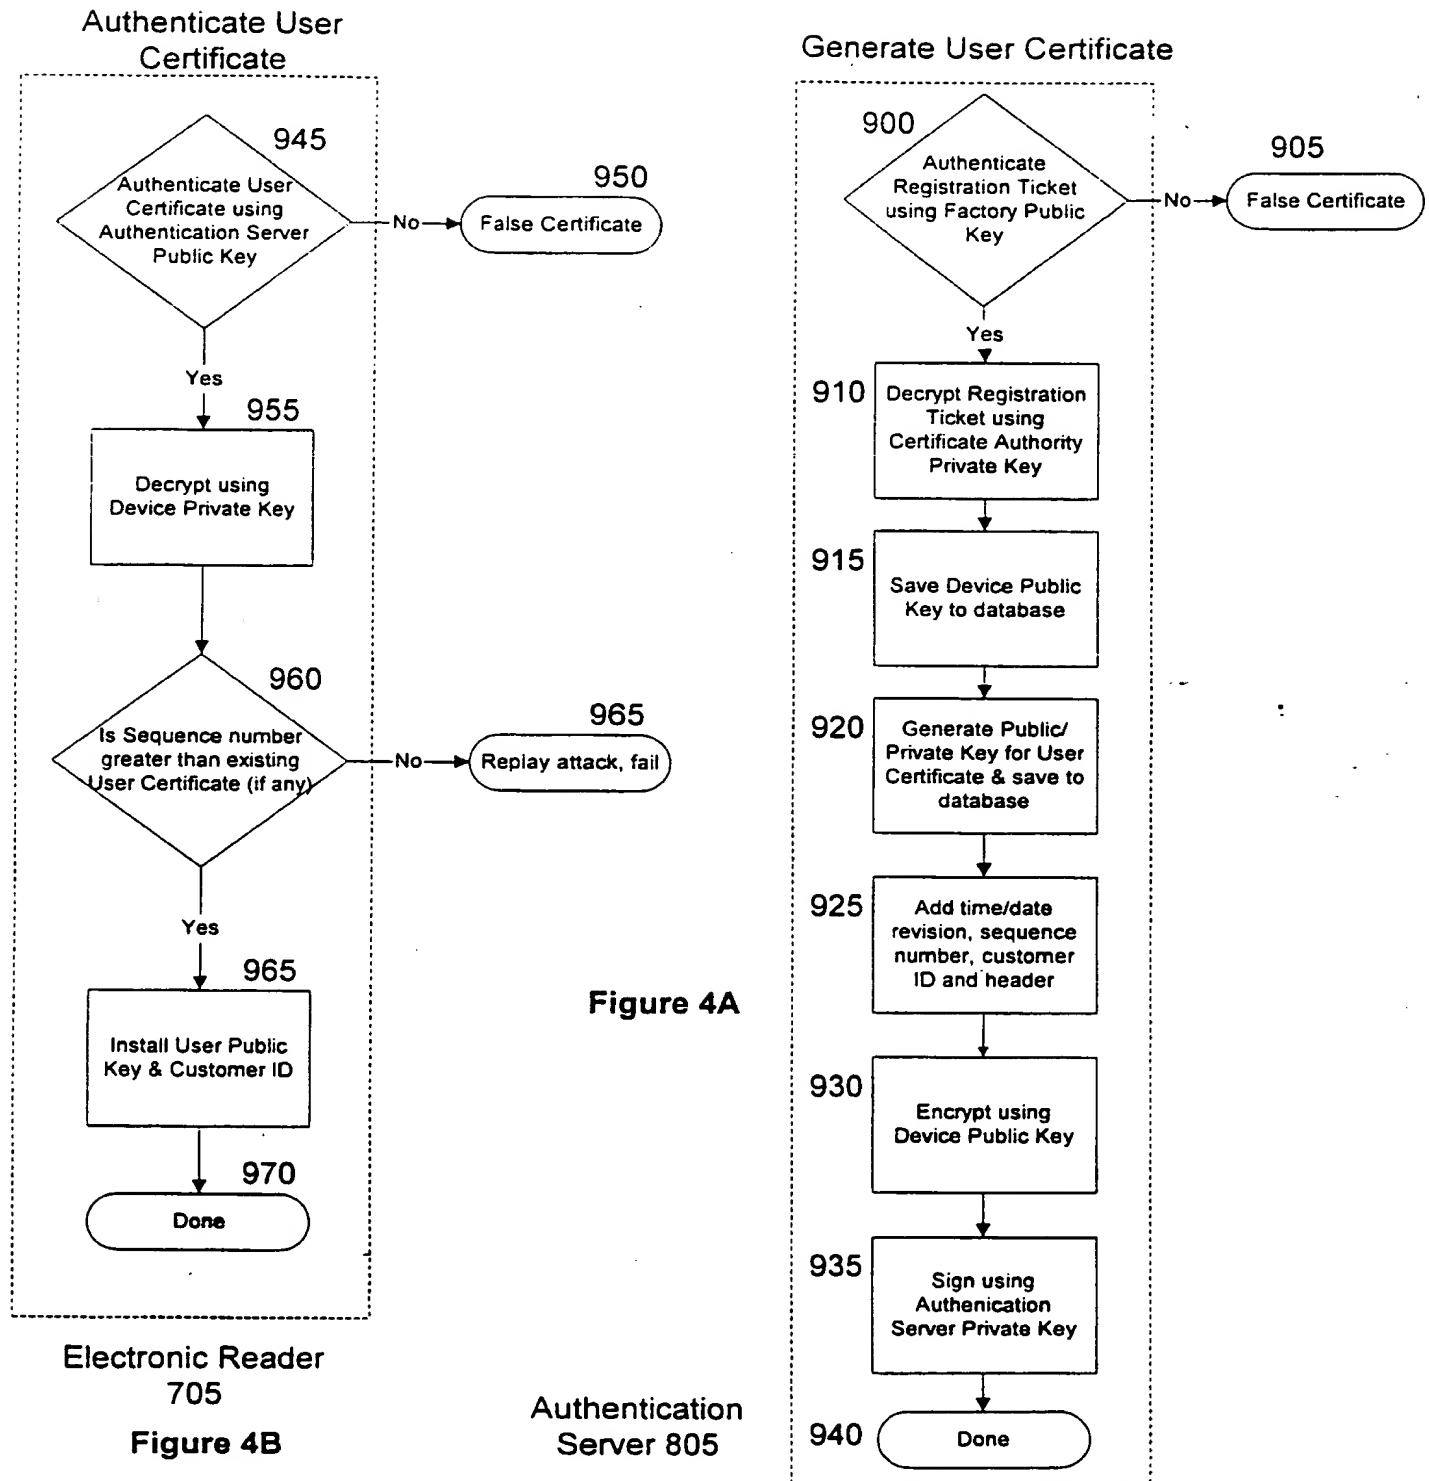 Authenticate User
Certificate
945
Authenticate User
Certificate using
Authentication Server
Public Key
No
950
False Certificate
Yes
955
Decrypt using
Device Private Key
960
Is Sequence number
greater than existing
User Certificate (if any)
No
965
Replay attack, fail
Yes
965
Install User Public
Key & Customer ID
970
Done
Electronic Reader
705
Figure 4B
Generate User Certificate
900
Authenticate
Registration Ticket
using Factory Public
Key
No
905
False Certificate
Yes
910
Decrypt Registration
Ticket using
Certificate Authority
Private Key
915
Save Device Public
Key to database
920
Generate Public/
Private Key for User
Certificate & save to
database
925
Add time/date
revision, sequence
number, customer
ID and header
Figure 4A
930
Encrypt using
Device Public Key
935
Sign using
Authenication
Server Private Key
940
Done
Authentication
Server 805